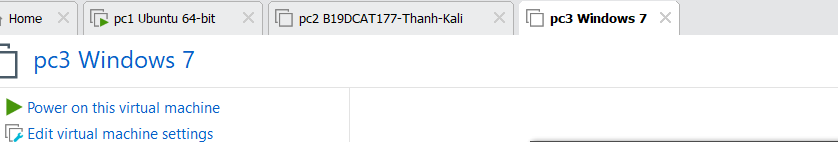 Home pc1 Ubuntu 64-bit pc2 B19DCAT177-Thanh-Kali pc3 Windows 7
pc3 Windows 7
Power on this virtual machine
Edit virtual machine settings